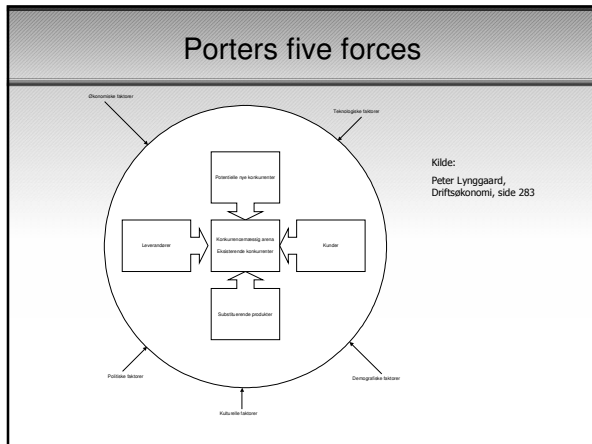 Porters five forces
Økonomiske faktorer
Teknologiske faktorer
Kilde:
Peter Lynggaard,
Driftsøkonomi, side 283
Potentielle nye konkurrenter
Leverandører
Konkurrencemæssig arena
Eksisterende konkurrenter
Kunder
Substituerende produkter
Politiske faktorer
Demografiske faktorer
Kulturelle faktorer